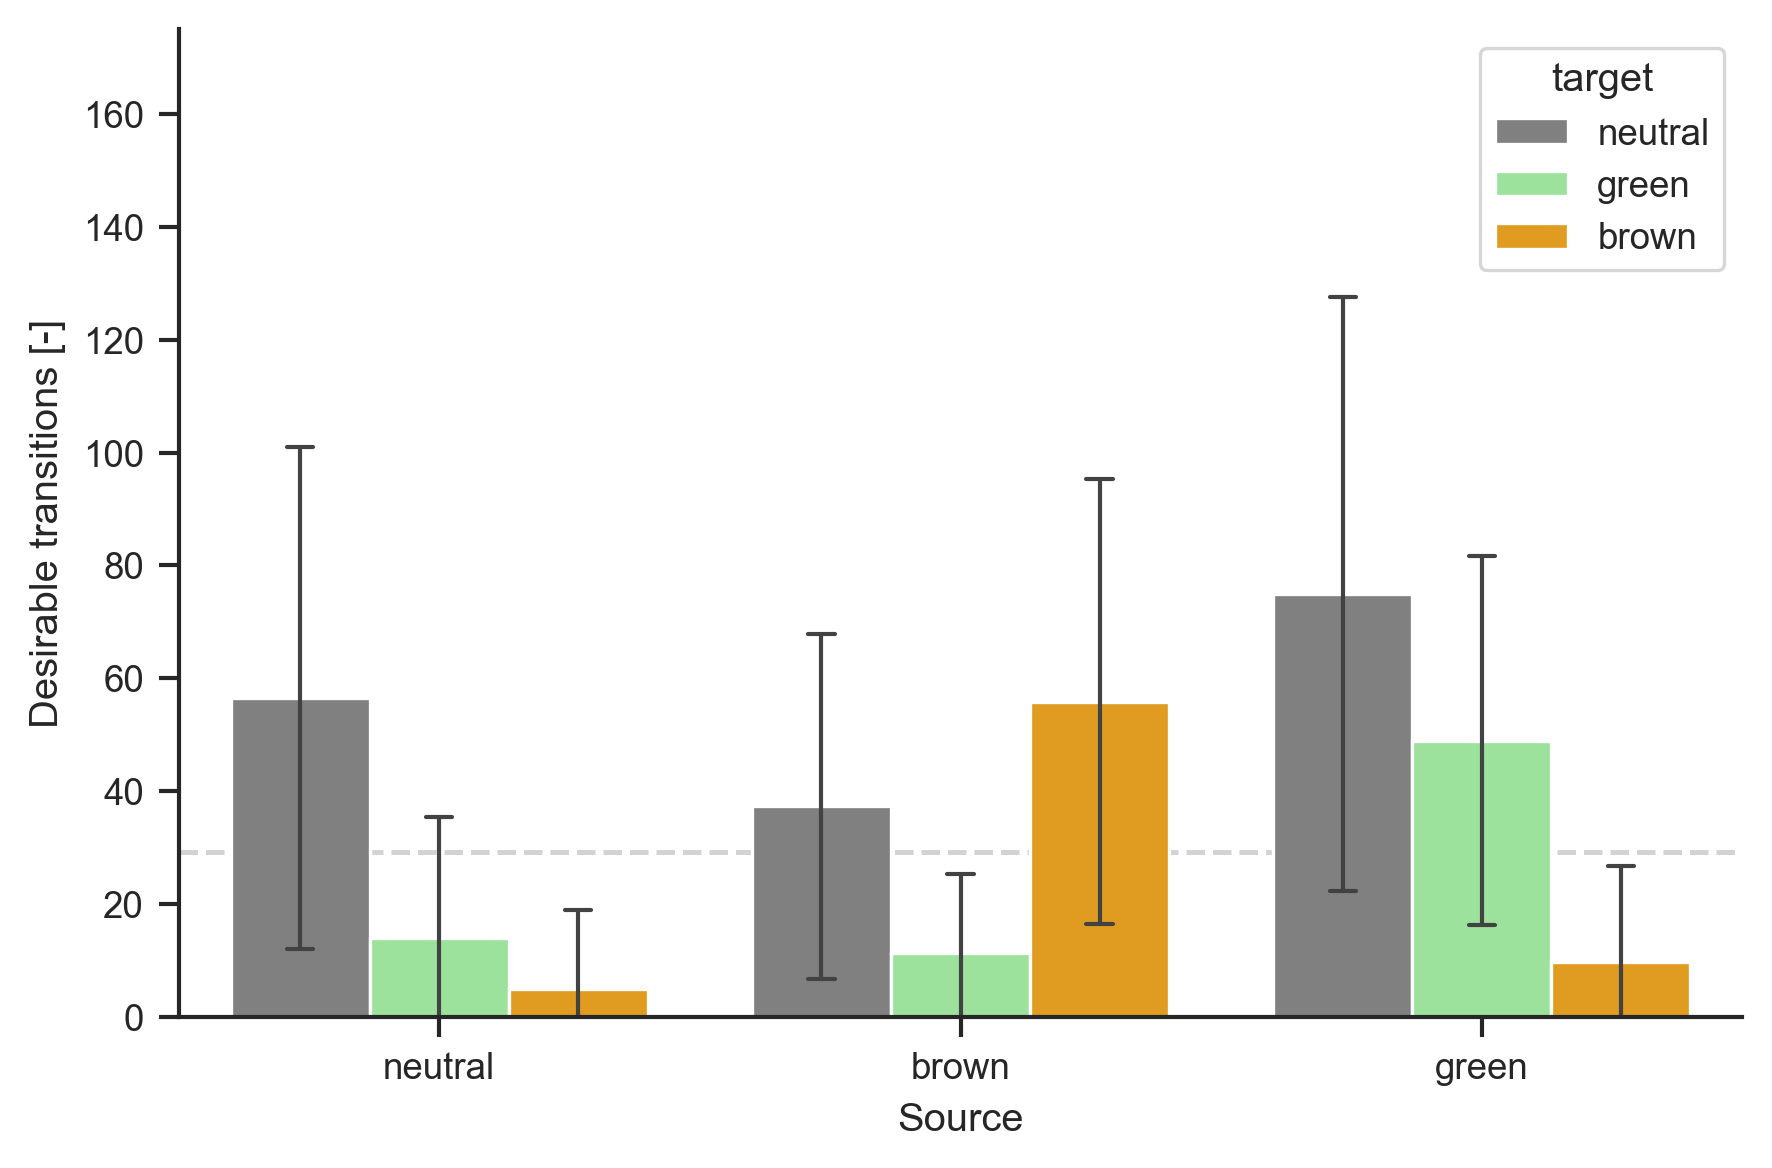 target
neutral
green
brown
160
140
120
100
80
60
40
20
0
Desirable transitions [-]
neutral
brown
green
Source